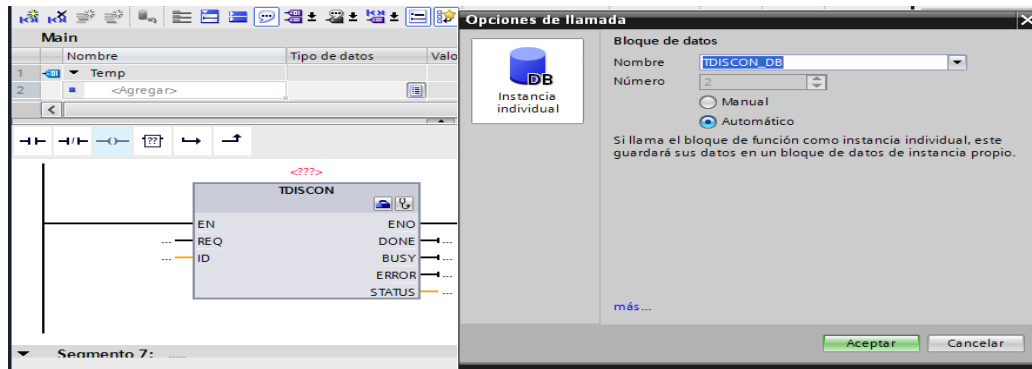 Main
Nombre Tipo de datos Valo
1 Temp
2 <Agregar>
??
<???>
TDISCON
EN ENO
... REQ DONE ...
... ID BUSY ...
ERROR ...
STATUS ...
Segmento 7: .....
Opciones de llamada
DB
Instancia
individual
Bloque de datos
Nombre TDISCON_DB
Número 2
Manual
Automático
Si llama el bloque de función como instancia individual, este
guardará sus datos en un bloque de datos de instancia propio.
más...
Aceptar Cancelar